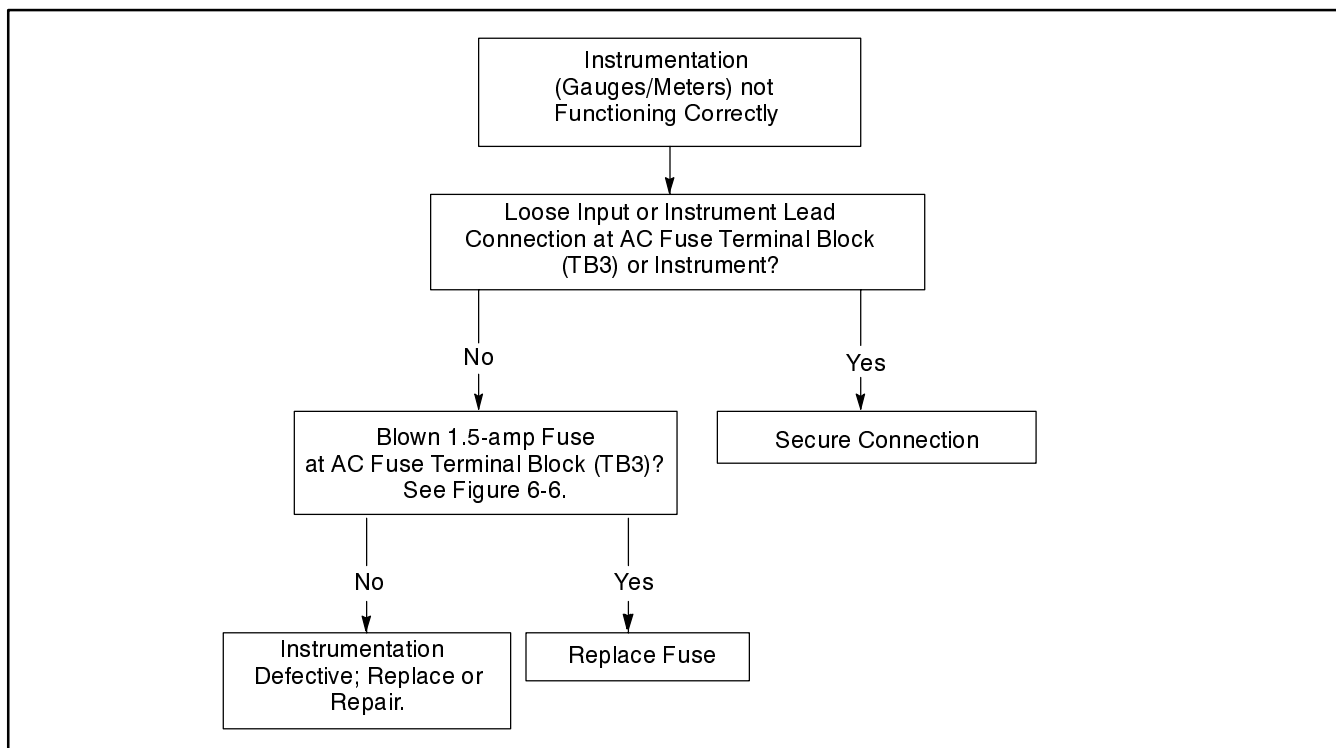 Instrumentation
(Gauges/Meters) not
Functioning Correctly
Loose Input or Instrument Lead
Connection at AC Fuse Terminal Block
(TB3) or Instrument?
No
Yes
Blown 1.5-amp Fuse
at AC Fuse Terminal Block (TB3)?
See Figure 6-6.
Secure Connection
No
Yes
Instrumentation
Defective; Replace or
Repair.
Replace Fuse